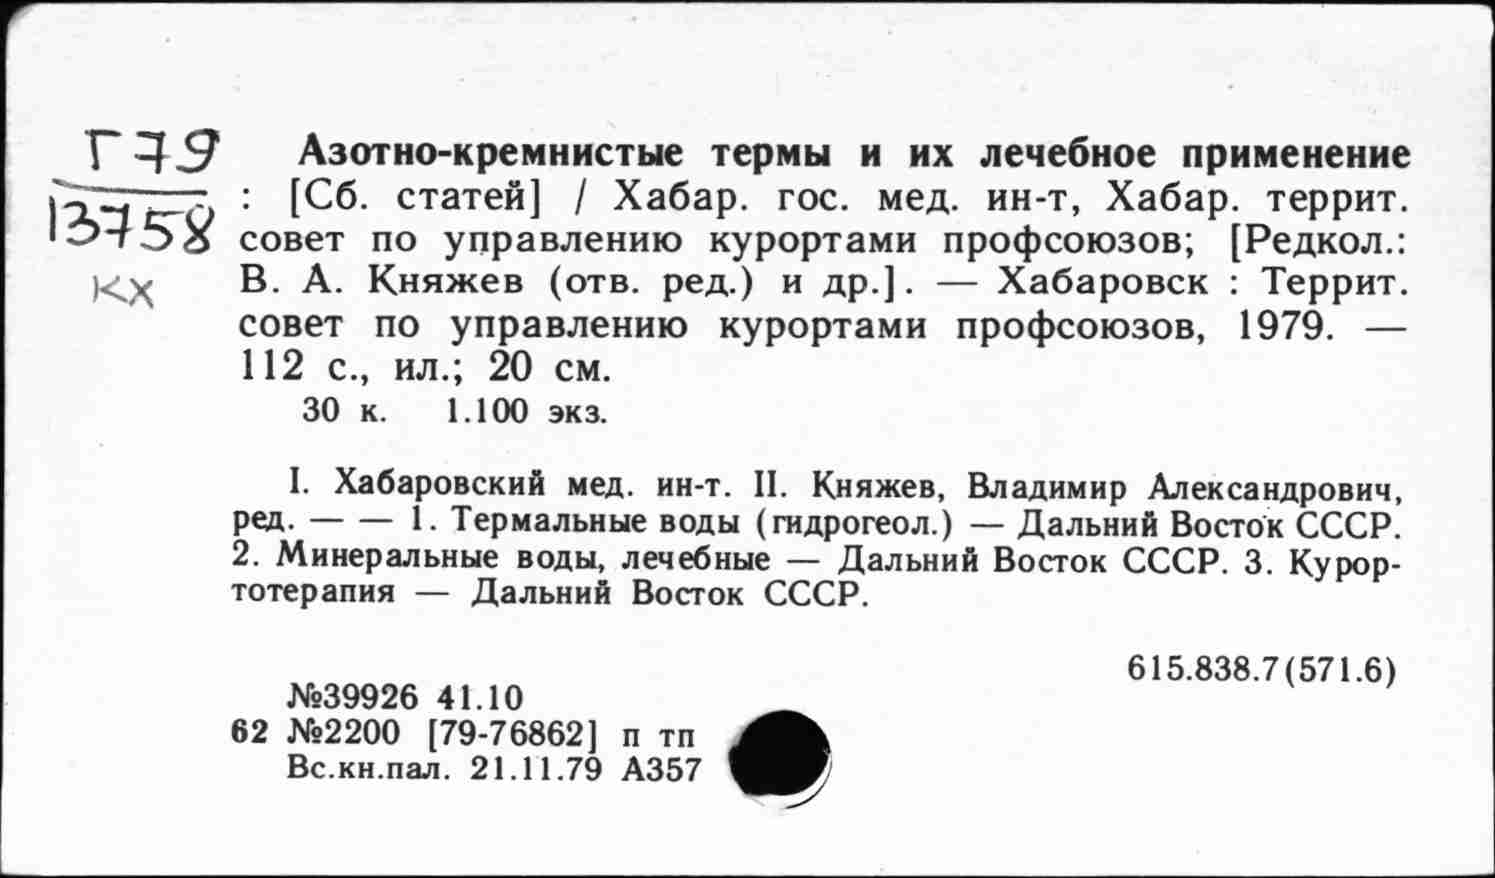 Г79
13758
кх
Азотно-кремнистые термы и их лечебное применение
: [Сб. статей] / Хабар. гос. мед. ин-т, Хабар. террит.
совет по управлению курортами профсоюзов; [Редкол.:
В. А. Княжев (отв. ред.) и др.]. — Хабаровск : Террит.
совет по управлению курортами профсоюзов, 1979. —
112 с., ил.; 20 см.
30 к. 1.100 экз.
I. Хабаровский мед. ин-т. II. Княжев, Владимир Александрович,
ред. — — 1. Термальные воды (гидрогеол.) — Дальний Восток СССР.
2. Минеральные воды, лечебные — Дальний Восток СССР. 3. Курор-
тотерапия — Дальний Восток СССР.
615.838.7(571.6)
№39926 41.10
62 №2200 [79-76862] п тп
Вс.кн.пал. 21.11.79 А357